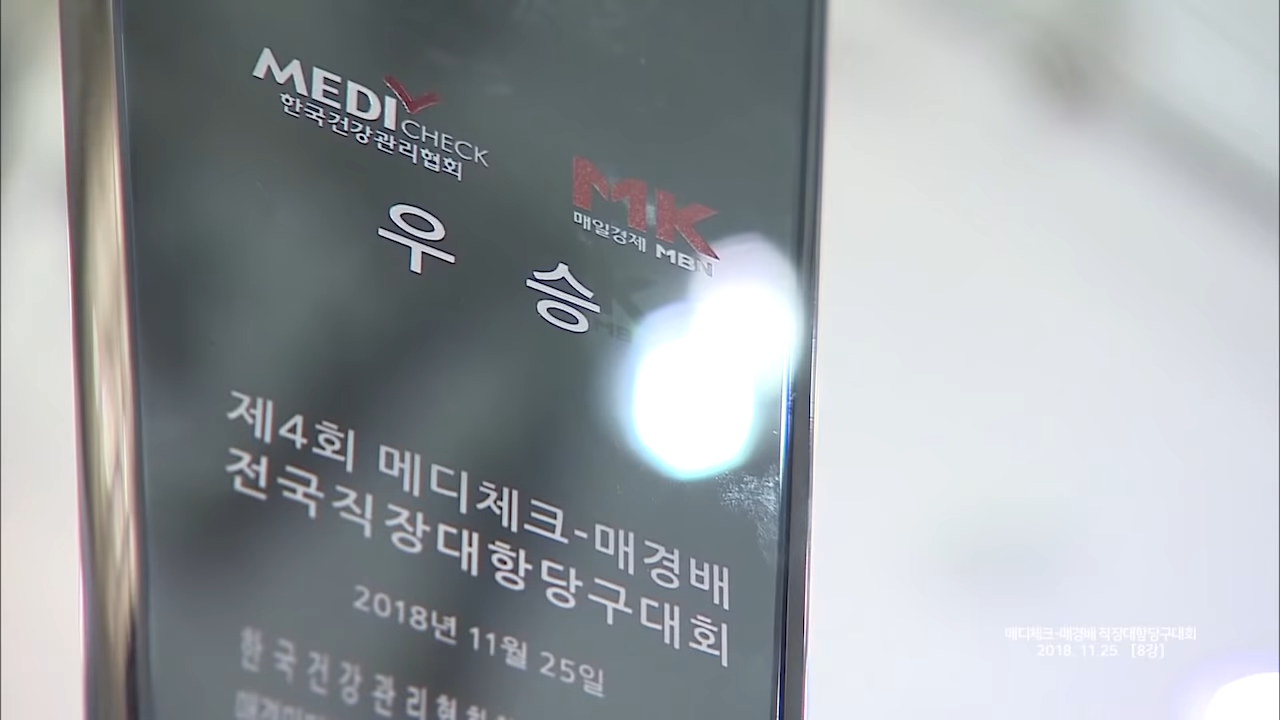 MEDI CHECK
한국건강관리협회
MK
매일경제 MBN
우 승
제4회 메디체크-매경배
전국직장대항당구대회
2018년 11월 25일
한국건강관리협회
메디체크-매경배 직장대항당구대회
2018. 11 25 [8강]